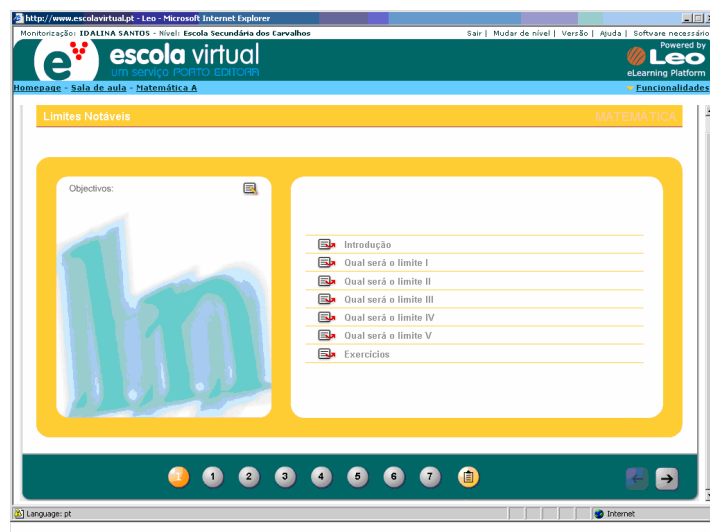 http://www.escolavirtual.pt - Leo - Microsoft Internet Explorer
Monitorização: IDALINA SANTOS - Nível: Escola Secundária dos Carvalhos
Sair | Mudar de nível | Versão | Ajuda | Software necessário
e
escola virtual
um serviço PORTO EDITORA
Powered by
Leo
eLearning Platform
Homepage - Sala de aula - Matemática A
Funcionalidades
Limites Notáveis
MATEMÁTICA
Objectivos:
ln
Introdução
Qual será o limite I
Qual será o limite II
Qual será o limite III
Qual será o limite IV
Qual será o limite V
Exercícios
I 1 2 3 4 5 6 7
Language: pt
Internet